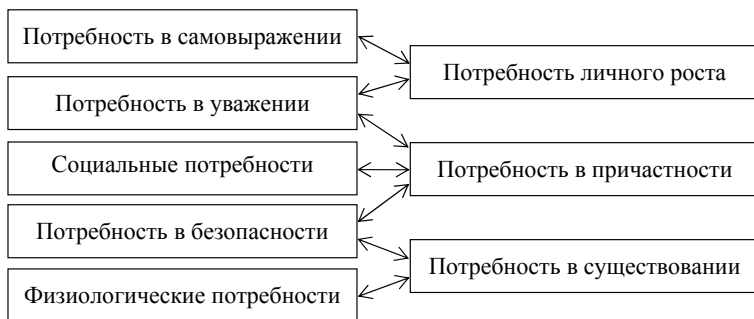 Потребность в самовыражении
Потребность личного роста
Потребность в уважении
Социальные потребности
Потребность в причастности
Потребность в безопасности
Потребность в существовании
Физиологические потребности